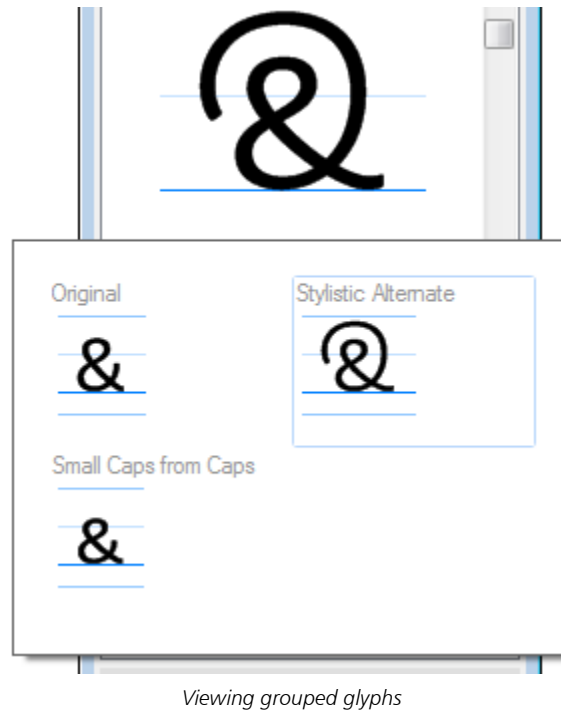 &
Original
Stylistic Alternate
&
&
Small Caps from Caps
&
Viewing grouped glyphs